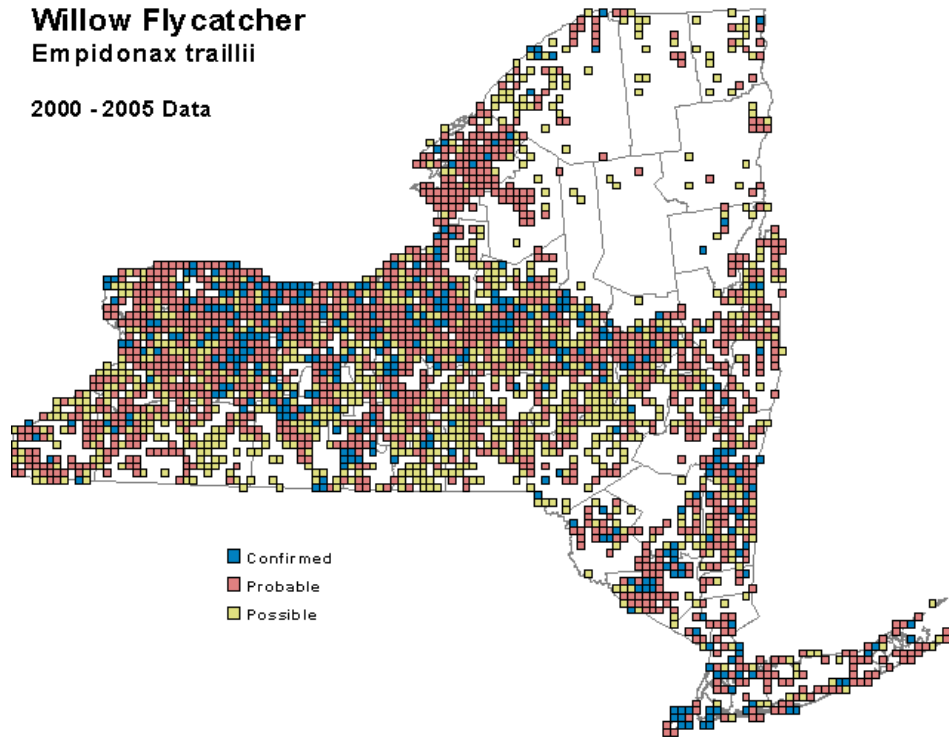 Willow Flycatcher
Empidonax traillii
2000 - 2005 Data
Confirmed
Probable
Possible